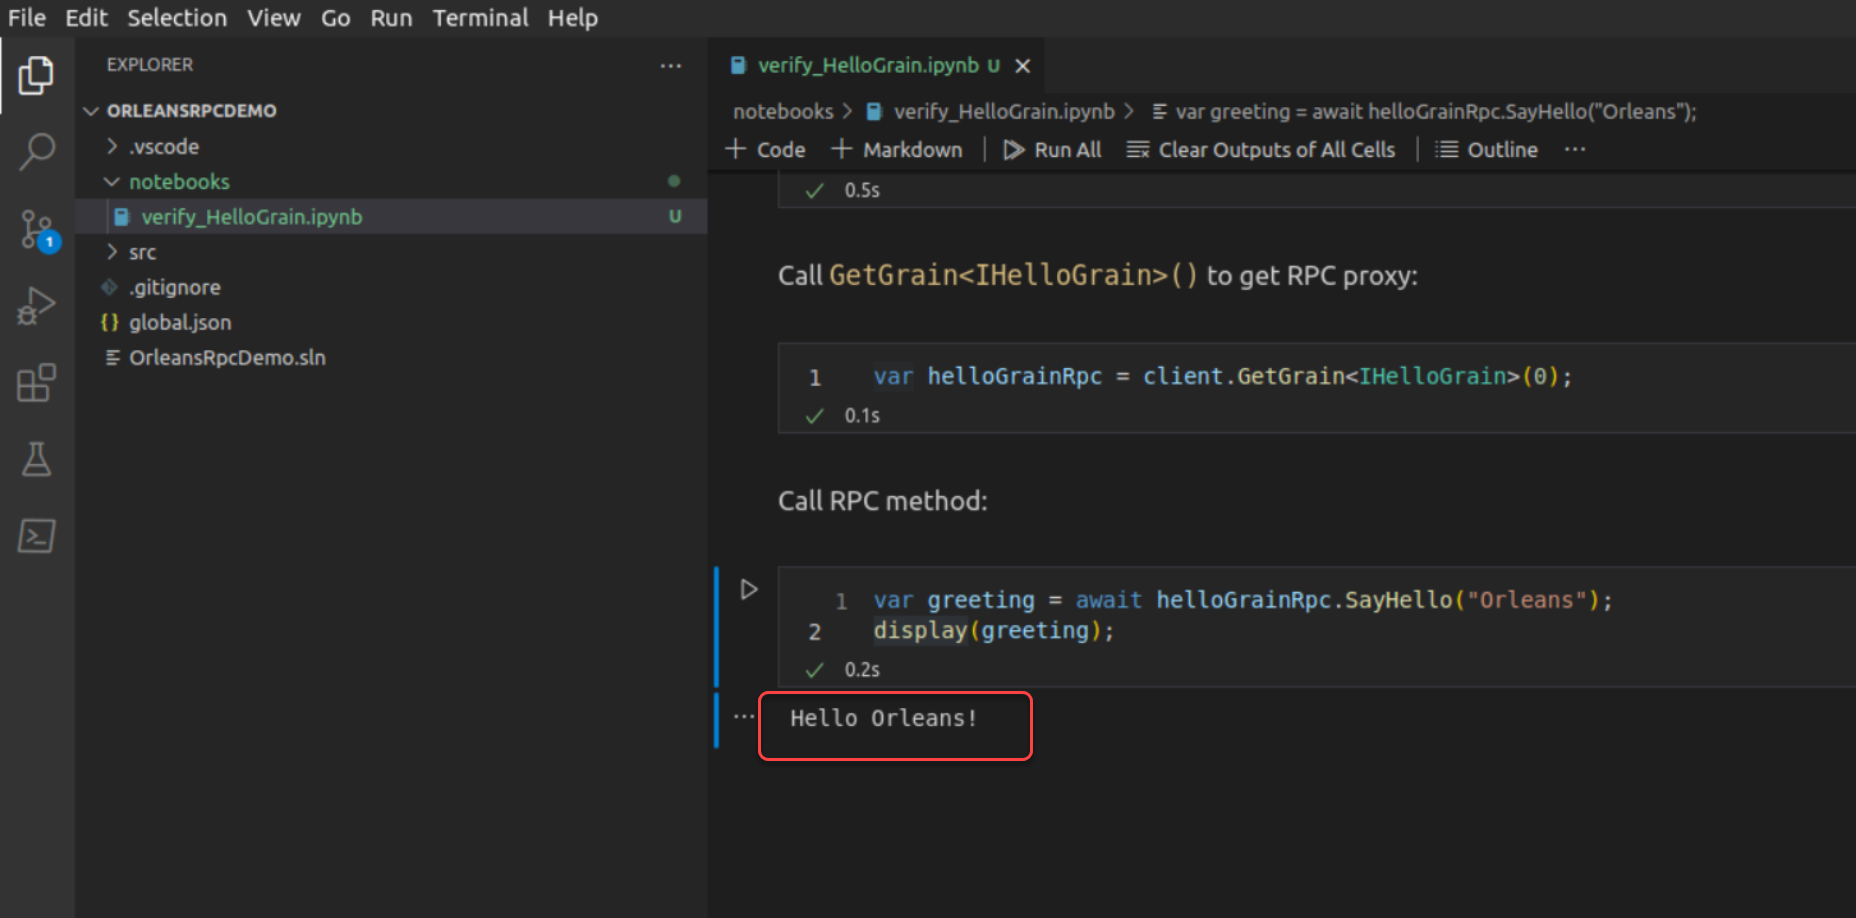 File Edit Selection View Go Run Terminal Help
EXPLORER
ORLEANSRPCDEMO
.vscode
notebooks
verify_HelloGrain.ipynb U
src
.gitignore
{} global.json
OrleansRpcDemo.sln
1
verify_HelloGrain.ipynb U
notebooks > verify_HelloGrain.ipynb > var greeting = await helloGrainRpc.SayHello("Orleans");
+ Code + Markdown | Run All Clear Outputs of All Cells | Outline ...
0.5s
Call GetGrain<IHelloGrain>() to get RPC proxy:
1 var helloGrainRpc = client.GetGrain<IHelloGrain>(0);
0.1s
Call RPC method:
1 var greeting = await helloGrainRpc.SayHello("Orleans");
2 display(greeting);
0.2s
Hello Orleans!